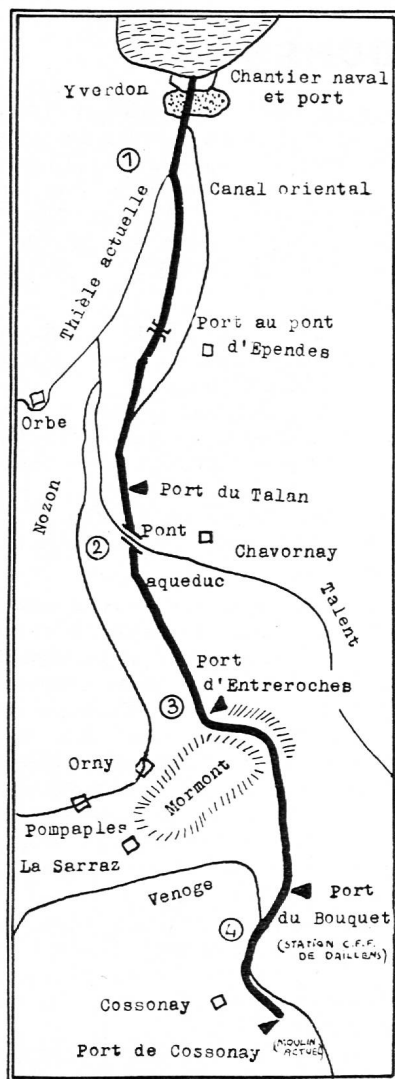 Yverdon
Chantier naval
et port
①
Canal oriental
Thièle actuelle
Port au pont
d'Ependes
Orbe
Nozon
Port du Talan
②
Pont
aqueduc
Chavornay
Talent
Port
d'Entreroches
③
Orny
Mormont
Pompaples
La Sarraz
Venoge
Port
du Bouquet
(STATION C.F.F.
DE DAILLENS)
④
Cossonay
Port de Cossonay
(MOULIN
ACTUEL)